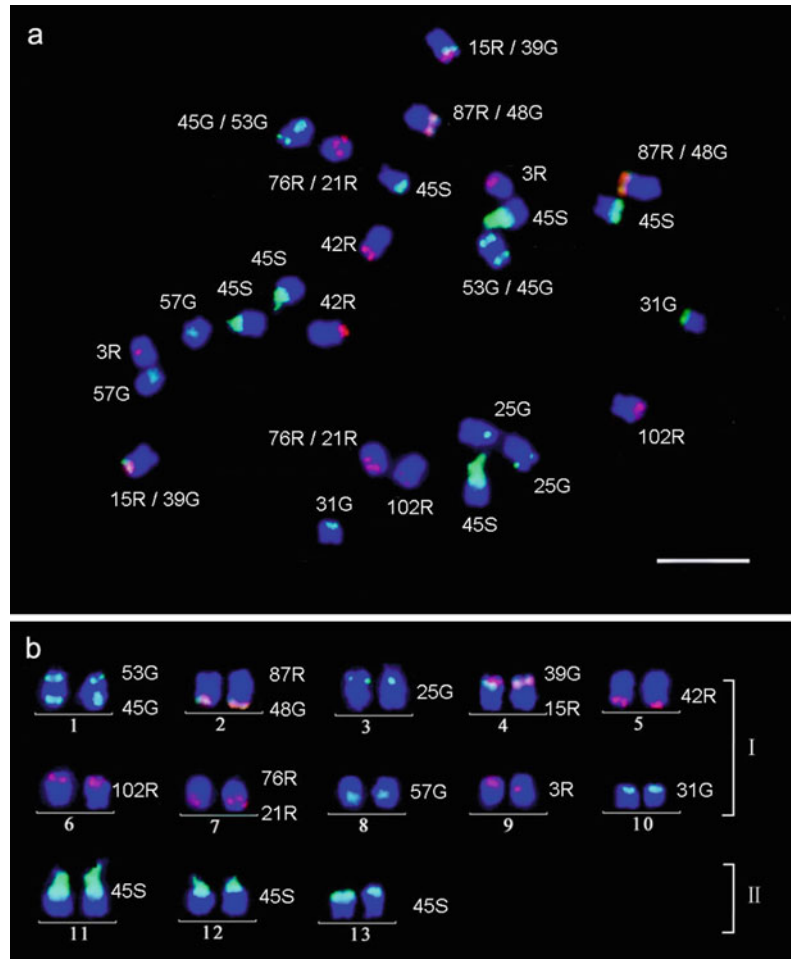 a
15R / 39G
87R / 48G
45G / 53G
87R / 48G
76R / 21R
45S
3R
45S
45S
42R
53G / 45G
45S
45S
57G
42R
31G
3R
57G
25G
102R
76R / 21R
25G
15R / 39G
102R
31G
45S
b
53G
45G
1
87R
48G
2
25G
3
39G
15R
4
42R
5
I
102R
6
76R
21R
7
57G
8
3R
9
31G
10
45S
11
45S
12
45S
13
II